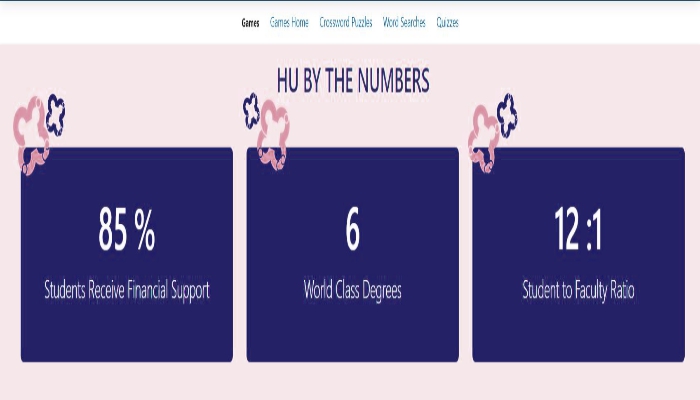 Games Games Home Crossword Puzzles Word Searches Quizzes
HU BY THE NUMBERS
85 %
Students Receive Financial Support
6
World Class Degrees
12 :1
Student to Faculty Ratio